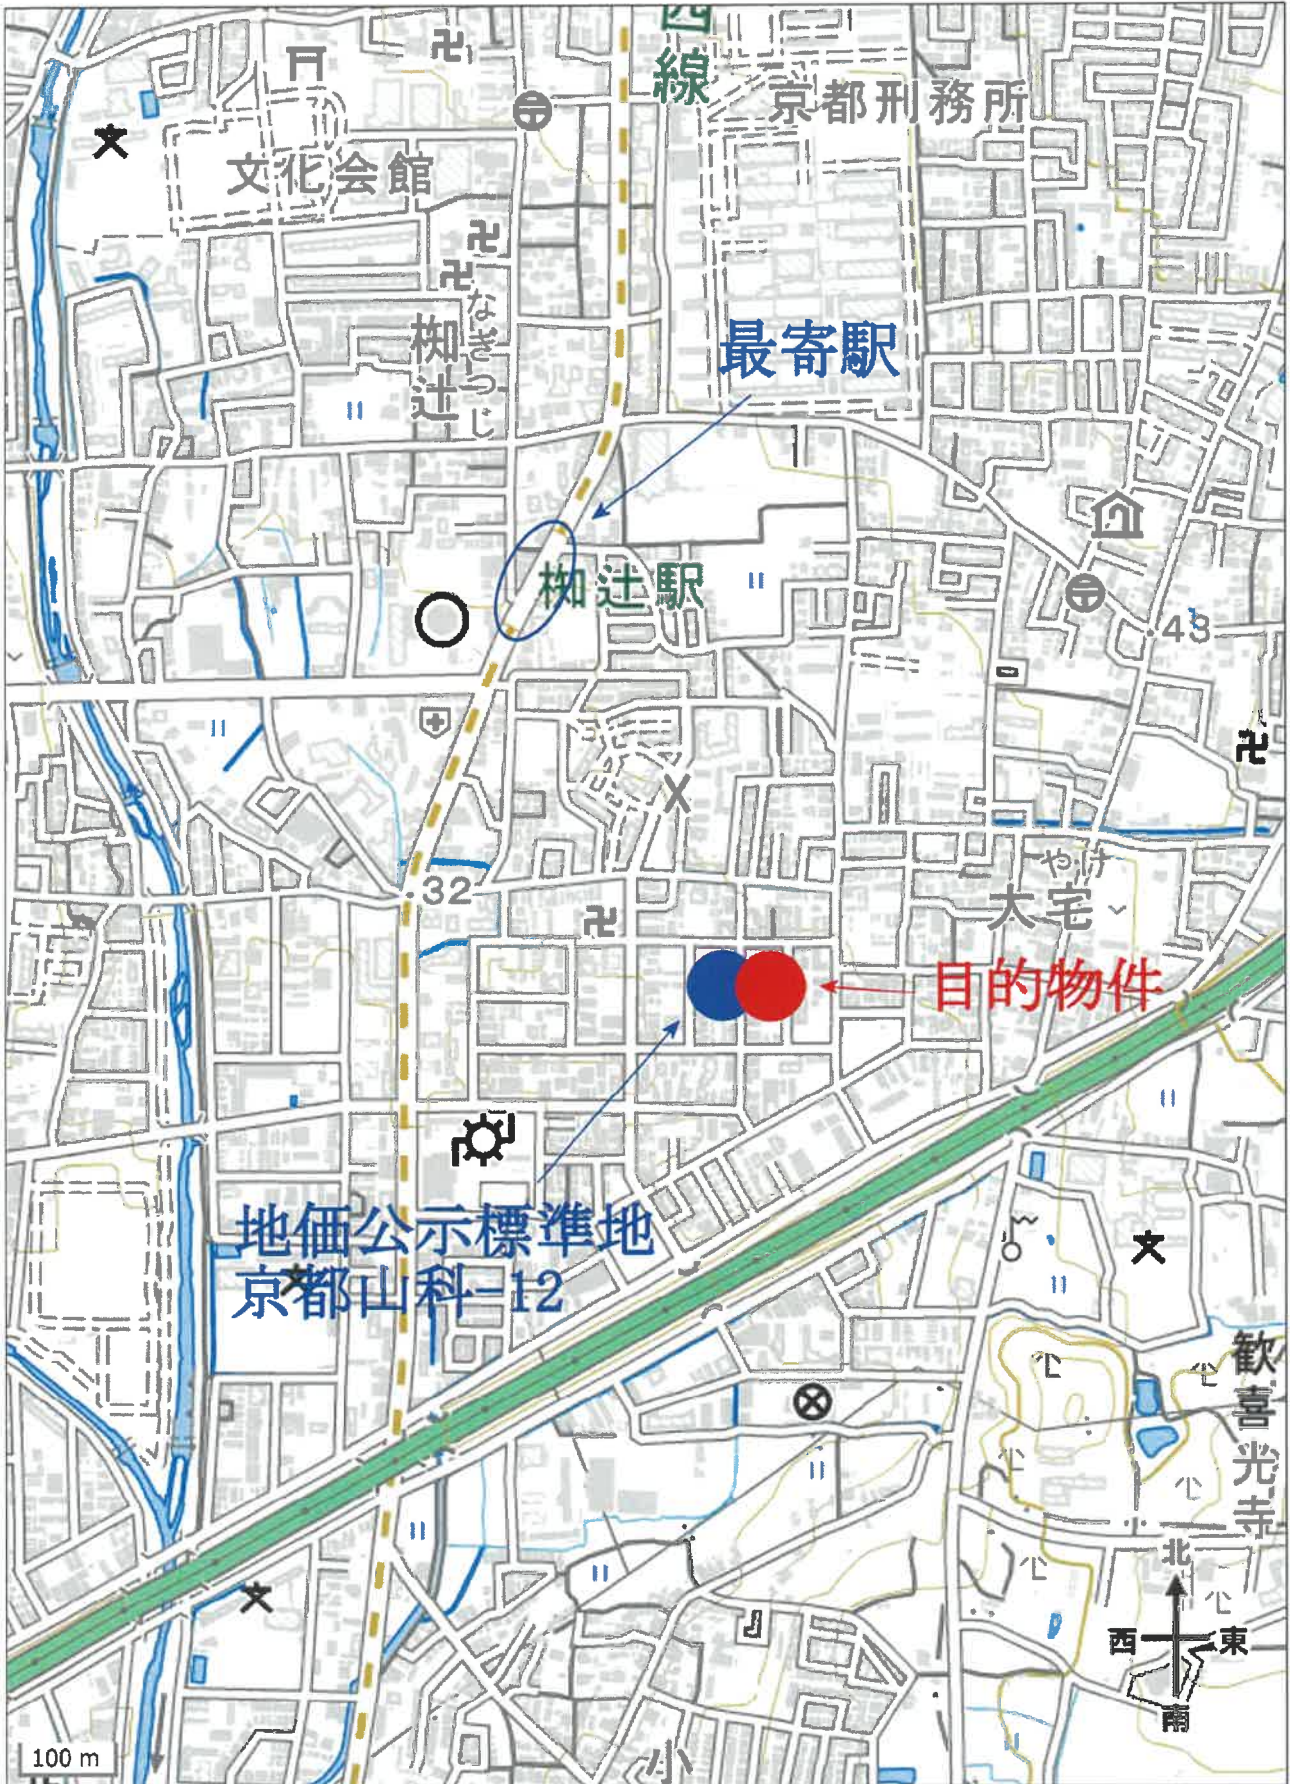 西線
京都刑務所
文化会館
なぎつじ
椥辻
最寄駅
椥辻駅
43
32
やけ
大宅
目的物件
地価公示標準地
京都山科-12
歓喜光寺
北
西
東
南
小
100 m